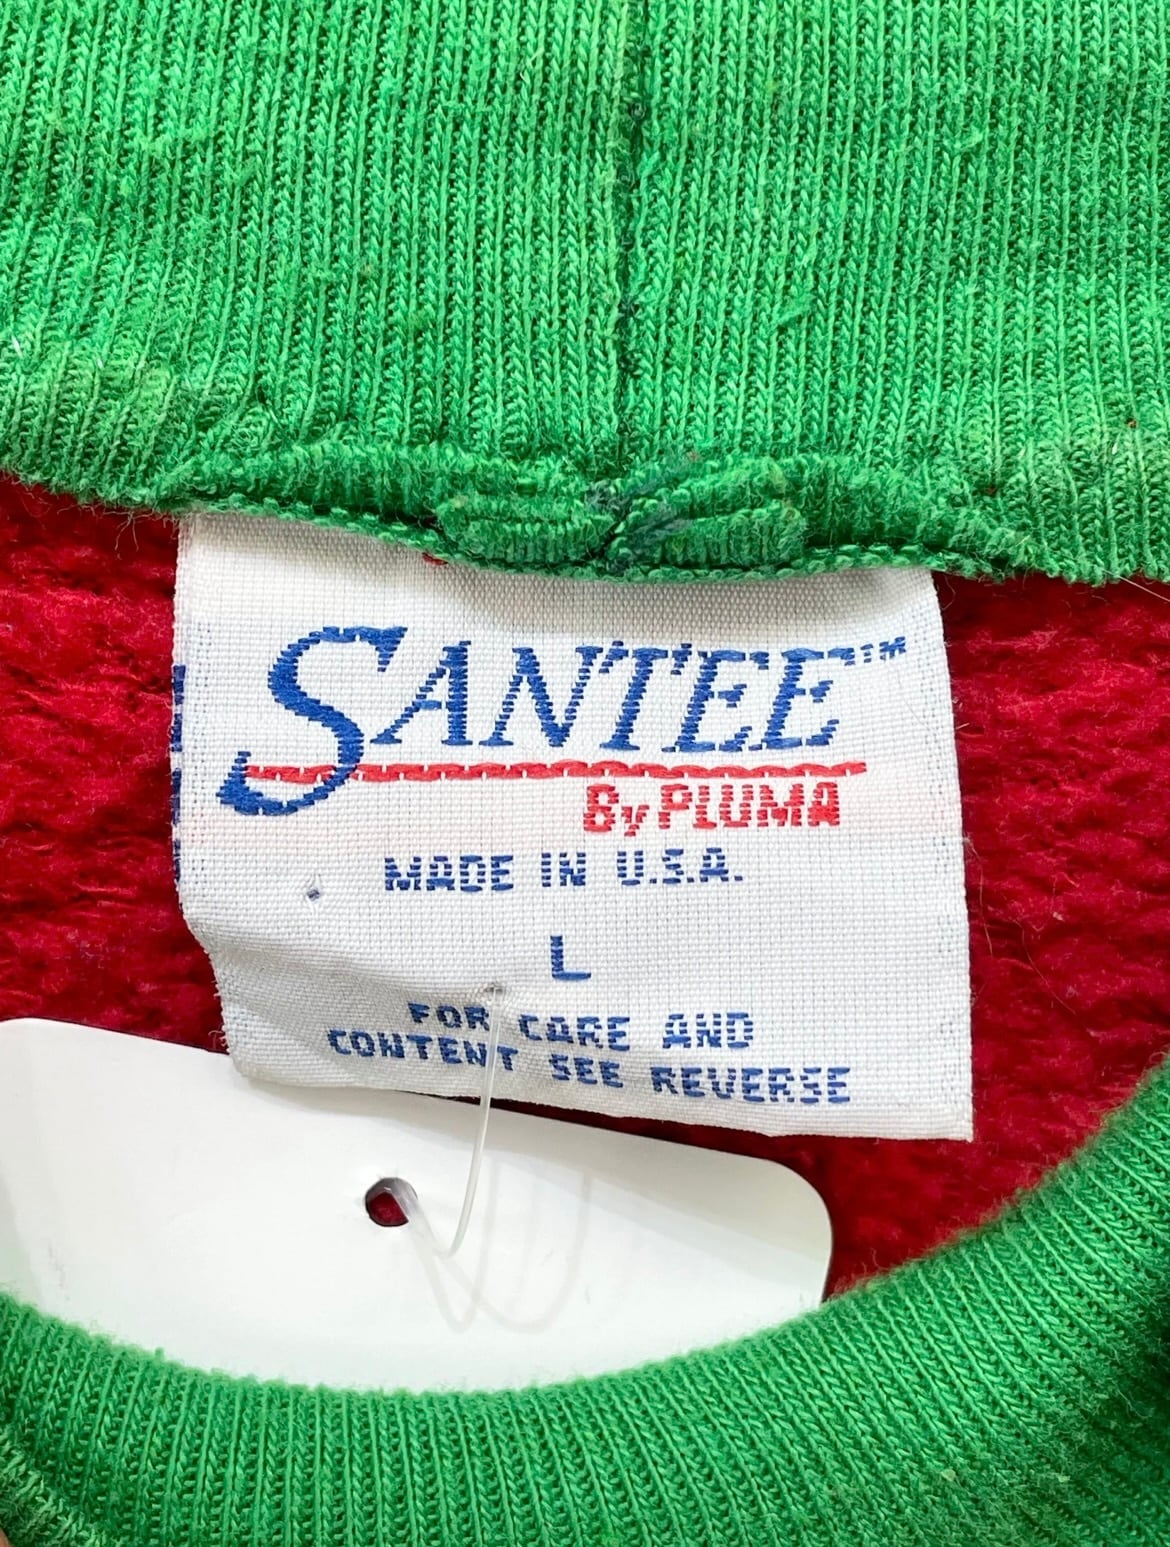 SANTEE™
By PLUMA
MADE IN U.S.A.
L
FOR CARE AND
CONTENT SEE REVERSE